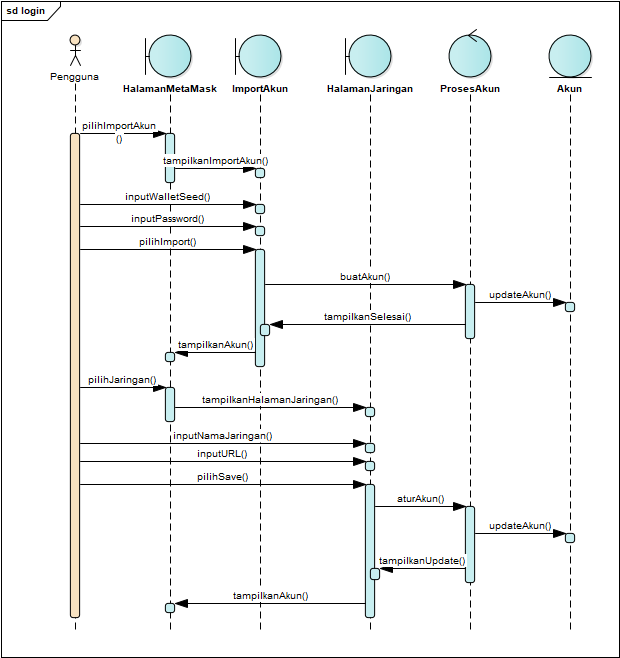 sd login
Pengguna
HalamanMetaMask
ImportAkun
HalamanJaringan
ProsesAkun
Akun
pilihImportAkun
()
tampilkanImportAkun()
inputWalletSeed()
inputPassword()
pilihImport()
buatAkun()
updateAkun()
tampilkanSelesai()
tampilkanAkun()
pilihJaringan()
tampilkanHalamanJaringan()
inputNamaJaringan()
inputURL()
pilihSave()
aturAkun()
updateAkun()
tampilkanUpdate()
tampilkanAkun()